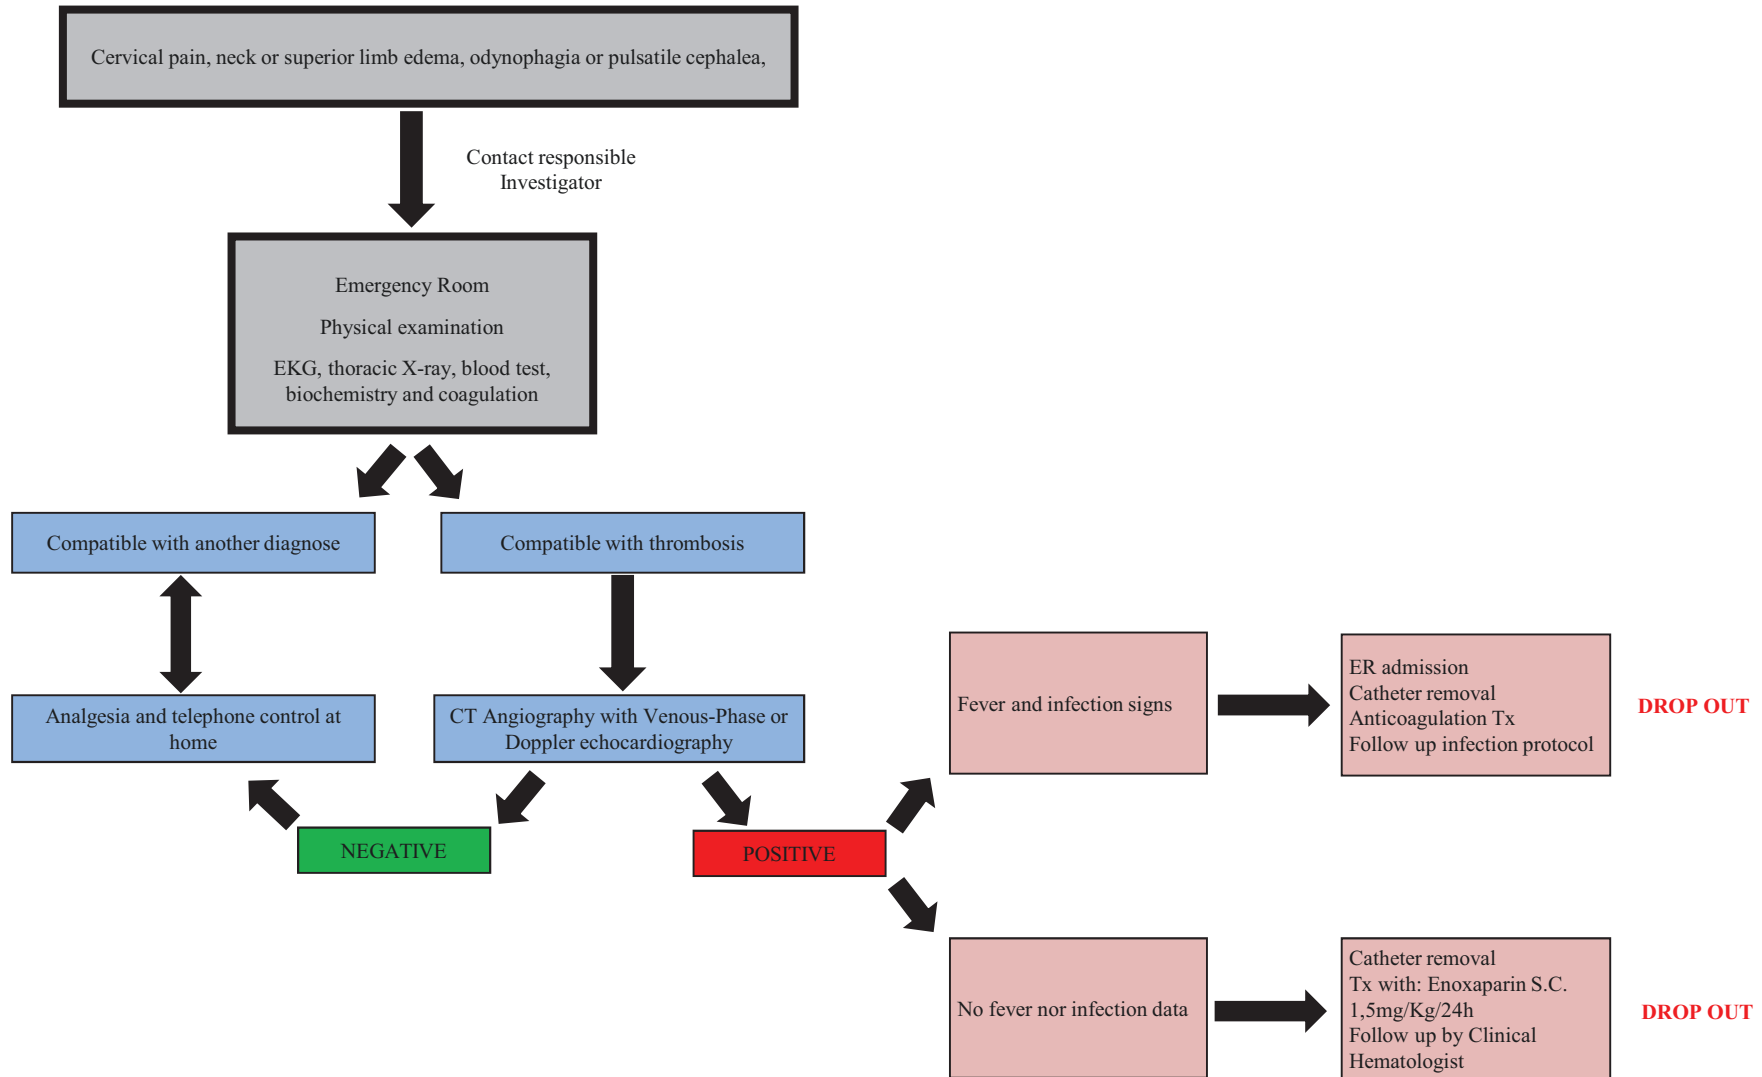 Cervical pain, neck or superior limb edema, odynophagia or pulsatile cephalea,
Contact responsible
Investigator
Emergency Room
Physical examination
EKG, thoracic X-ray, blood test,
biochemistry and coagulation
Compatible with another diagnose
Compatible with thrombosis
Analgesia and telephone control at
home
CT Angiography with Venous-Phase or
Doppler echocardiography
NEGATIVE
POSITIVE
Fever and infection signs
ER admission
Catheter removal
Anticoagulation Tx
Follow up infection protocol
DROP OUT
No fever nor infection data
Catheter removal
Tx with: Enoxaparin S.C.
1,5mg/Kg/24h
Follow up by Clinical
Hematologist
DROP OUT